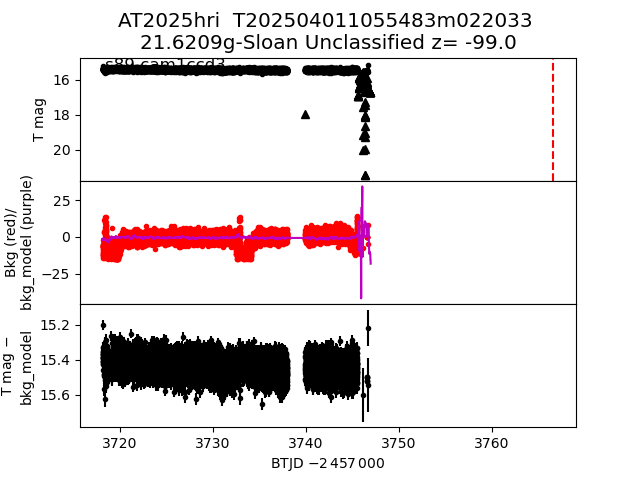 AT2025hri T202504011055483m022033
21.6209g-Sloan Unclassified z= -99.0
s89 cam1ccd3
T mag
16
18
20
Bkg (red)/
bkg_model (purple)
25
0
−25
T mag −
bkg_model
15.2
15.4
15.6
3720 3730 3740 3750 3760
BTJD −2 457 000